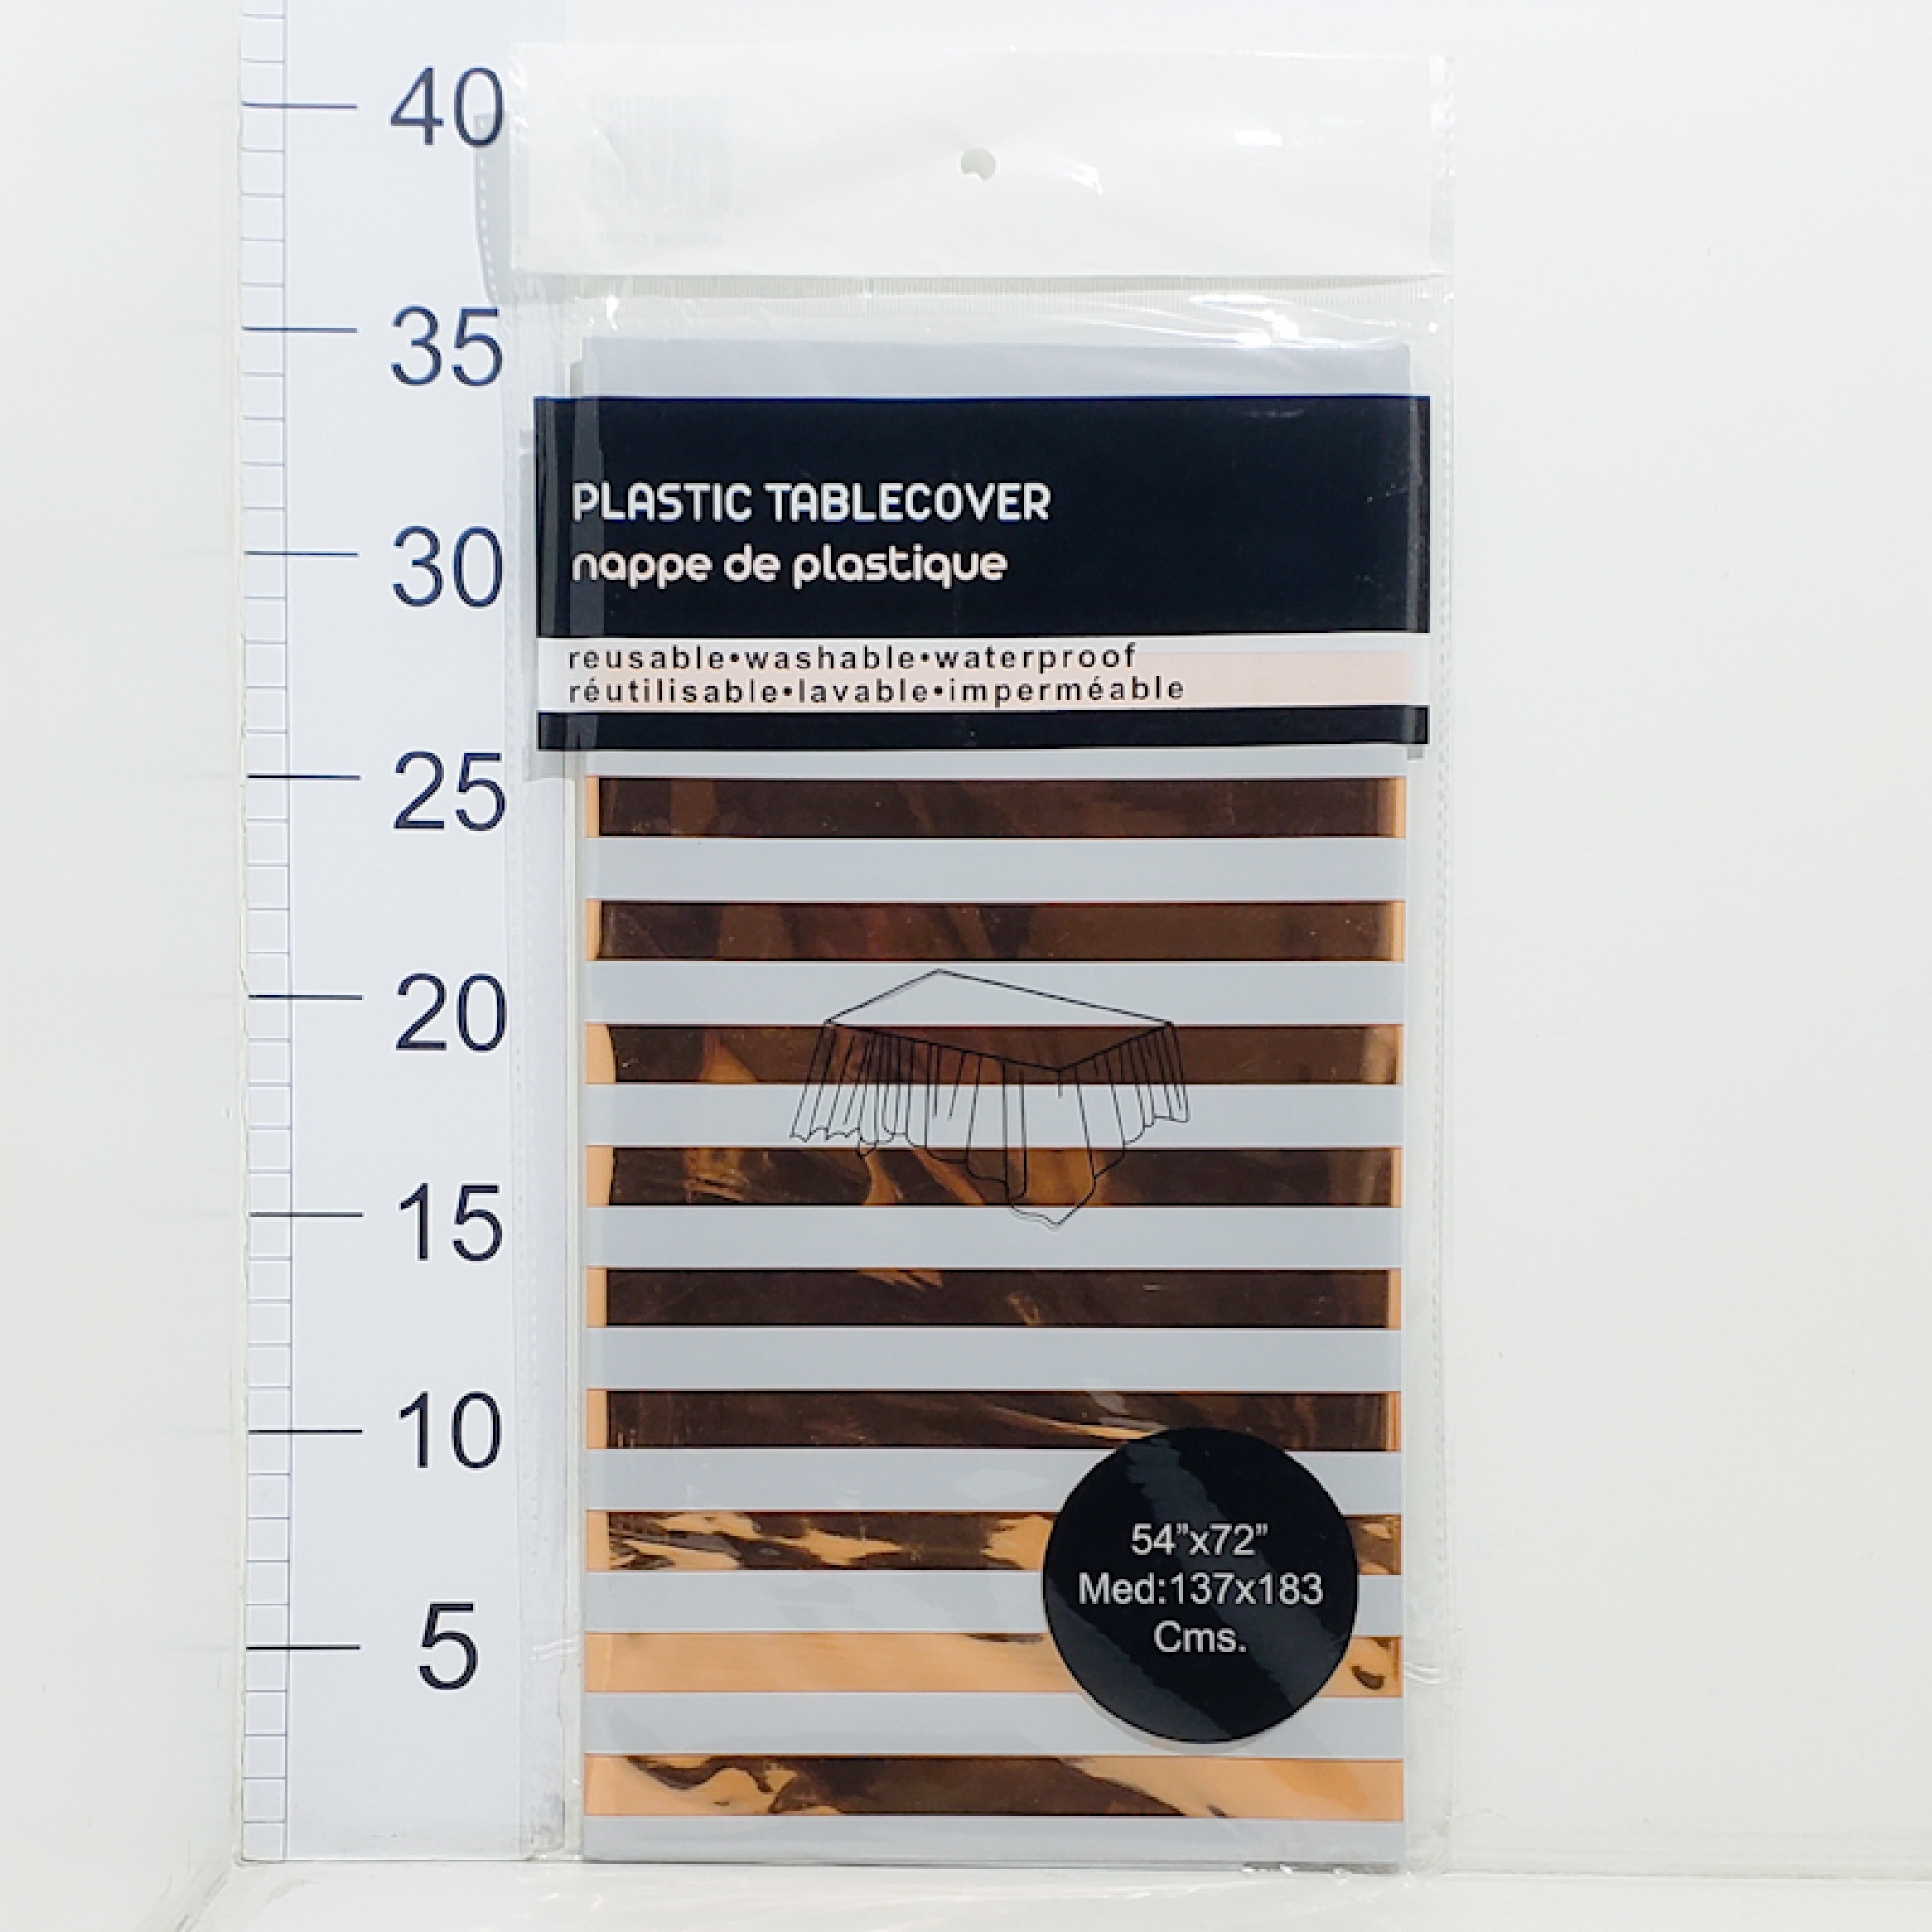 40
35
30
25
20
15
10
5
PLASTIC TABLECOVER
nappe de plastique
reusable•washable•waterproof
réutilisable•lavable•imperméable
54”x72”
Med:137x183
Cms.